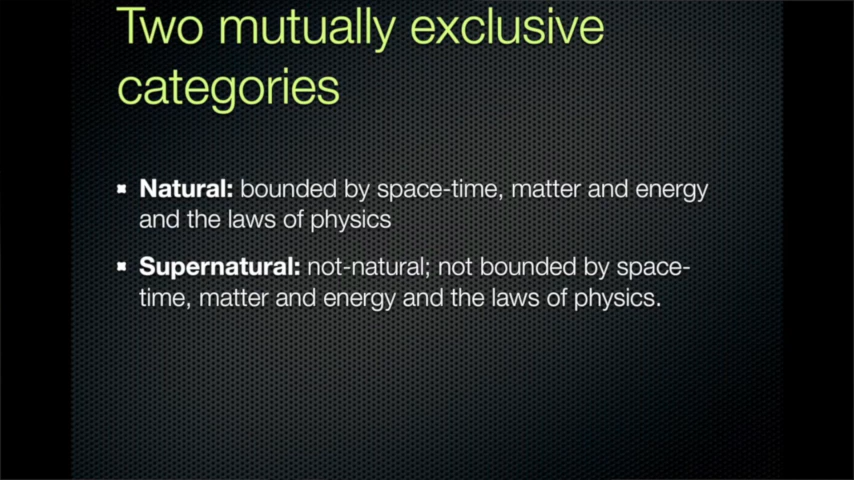 Two mutually exclusive
categories
Natural: bounded by space-time, matter and energy
and the laws of physics
Supernatural: not-natural; not bounded by space-
time, matter and energy and the laws of physics.